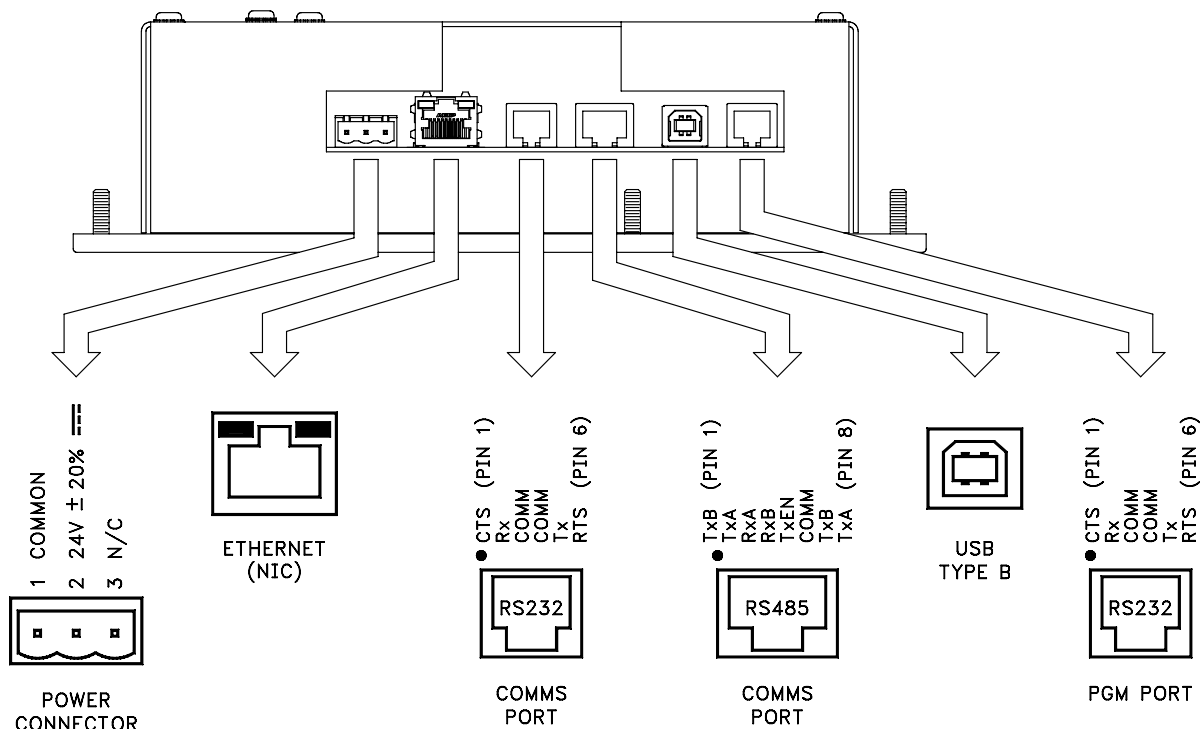 1 COMMON
2 24V ± 20% ⎓
3 N/C
POWER
CONNECTOR
ETHERNET
(NIC)
CTS (PIN 1)
Rx
COMM
COMM
Tx
RTS (PIN 6)
RS232
COMMS
PORT
TxB (PIN 1)
TxA
RxA
RxB
TxEN
COMM
TxB
TxA (PIN 8)
RS485
COMMS
PORT
USB
TYPE B
CTS (PIN 1)
Rx
COMM
COMM
Tx
RTS (PIN 6)
RS232
PGM PORT